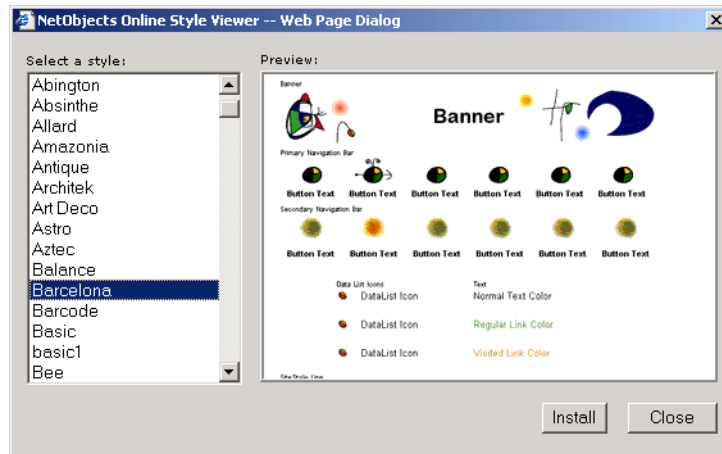 NetObjects Online Style Viewer -- Web Page Dialog
Select a style:
Abington
Absinthe
Allard
Amazonia
Antique
Architek
Art Deco
Astro
Aztec
Balance
Barcelona
Barcode
Basic
basic1
Bee
Preview:
Banner
Banner
Primary Navigation Bar
Button Text Button Text Button Text Button Text Button Text Button Text
Secondary Navigation Bar
Button Text Button Text Button Text Button Text Button Text Button Text
Data List Icons Text
DataList Icon Normal Text Color
DataList Icon Regular Link Color
DataList Icon Visited Link Color
Install Close